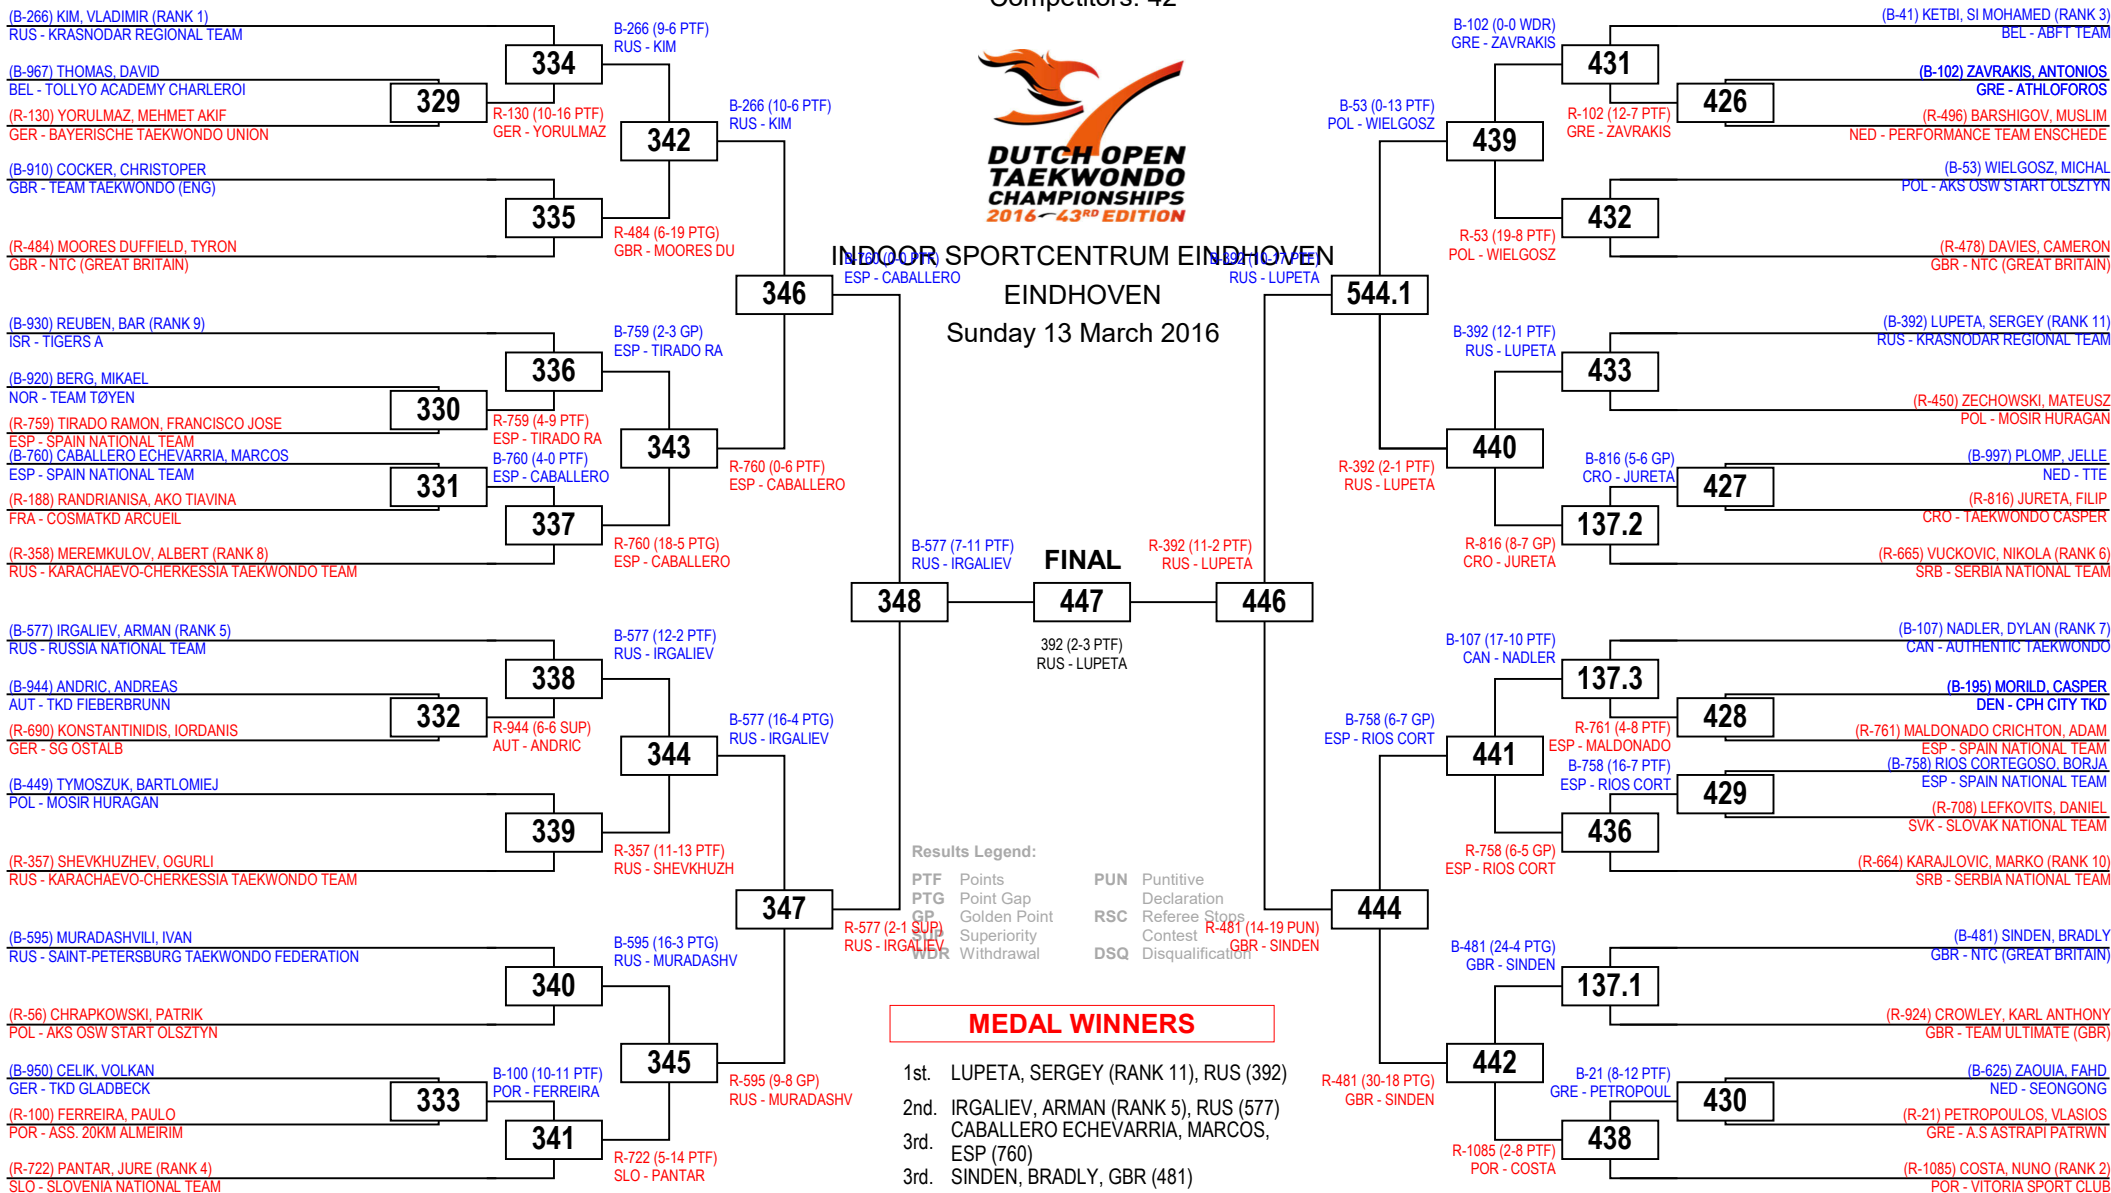 Competitors: 42
(B-266) KIM, VLADIMIR (RANK 1)
RUS - KRASNODAR REGIONAL TEAM
(B-967) THOMAS, DAVID
BEL - TOLLYO ACADEMY CHARLEROI
(R-130) YORULMAZ, MEHMET AKIF
GER - BAYERISCHE TAEKWONDO UNION
(B-910) COCKER, CHRISTOPER
GBR - TEAM TAEKWONDO (ENG)
(R-484) MOORES DUFFIELD, TYRON
GBR - NTC (GREAT BRITAIN)
(B-930) REUBEN, BAR (RANK 9)
ISR - TIGERS A
(B-920) BERG, MIKAEL
NOR - TEAM TØYEN
(R-759) TIRADO RAMON, FRANCISCO JOSE
ESP - SPAIN NATIONAL TEAM
(B-760) CABALLERO ECHEVARRIA, MARCOS
ESP - SPAIN NATIONAL TEAM
(R-188) RANDRIANISA, AKO TIAVINA
FRA - COSMATKD ARCUEIL
(R-358) MEREMKULOV, ALBERT (RANK 8)
RUS - KARACHAEVO-CHERKESSIA TAEKWONDO TEAM
(B-577) IRGALIEV, ARMAN (RANK 5)
RUS - RUSSIA NATIONAL TEAM
(B-944) ANDRIC, ANDREAS
AUT - TKD FIEBERBRUNN
(R-690) KONSTANTINIDIS, IORDANIS
GER - SG OSTALB
(B-449) TYMOSZUK, BARTLOMIEJ
POL - MOSIR HURAGAN
(R-357) SHEVKHUZHEV, OGURLI
RUS - KARACHAEVO-CHERKESSIA TAEKWONDO TEAM
(B-595) MURADASHVILI, IVAN
RUS - SAINT-PETERSBURG TAEKWONDO FEDERATION
(R-56) CHRAPKOWSKI, PATRIK
POL - AKS OSW START OLSZTYN
(B-950) CELIK, VOLKAN
GER - TKD GLADBECK
(R-100) FERREIRA, PAULO
POR - ASS. 20KM ALMEIRIM
(R-722) PANTAR, JURE (RANK 4)
SLO - SLOVENIA NATIONAL TEAM
329
330
331
332
333
R-130 (10-16 PTF)
GER - YORULMAZ
R-759 (4-9 PTF)
ESP - TIRADO RA
B-760 (4-0 PTF)
ESP - CABALLERO
R-944 (6-6 SUP)
AUT - ANDRIC
B-100 (10-11 PTF)
POR - FERREIRA
334
335
336
337
338
339
340
341
B-266 (9-6 PTF)
RUS - KIM
R-484 (6-19 PTG)
GBR - MOORES DU
B-759 (2-3 GP)
ESP - TIRADO RA
R-760 (18-5 PTG)
ESP - CABALLERO
B-577 (12-2 PTF)
RUS - IRGALIEV
R-357 (11-13 PTF)
RUS - SHEVKHUZH
B-595 (16-3 PTG)
RUS - MURADASHV
R-722 (5-14 PTF)
SLO - PANTAR
342
343
344
345
B-266 (10-6 PTF)
RUS - KIM
R-760 (0-6 PTF)
ESP - CABALLERO
B-577 (16-4 PTG)
RUS - IRGALIEV
R-595 (9-8 GP)
RUS - MURADASHV
346
347
B-760 (0-0 PTF)
ESP - CABALLERO
R-577 (2-1 SUP)
RUS - IRGALIEV
348
B-577 (7-11 PTF)
RUS - IRGALIEV
DUTCH OPEN
TAEKWONDO
CHAMPIONSHIPS
2016 43RD EDITION
INDOOR SPORTCENTRUM EINDHOVEN
EINDHOVEN
Sunday 13 March 2016
FINAL
447
392 (2-3 PTF)
RUS - LUPETA
Results Legend:
PTF Points
PTG Point Gap
GP Golden Point
SUP Superiority
WDR Withdrawal
PUN Puntitive
Declaration
RSC Referee Stops
Contest
DSQ Disqualification
MEDAL WINNERS
1st. LUPETA, SERGEY (RANK 11), RUS (392)
2nd. IRGALIEV, ARMAN (RANK 5), RUS (577)
3rd. CABALLERO ECHEVARRIA, MARCOS,
ESP (760)
3rd. SINDEN, BRADLY, GBR (481)
R-392 (11-2 PTF)
RUS - LUPETA
446
B-392 (10-17 PTF)
RUS - LUPETA
R-481 (14-19 PUN)
GBR - SINDEN
544.1
444
B-53 (0-13 PTF)
POL - WIELGOSZ
R-392 (2-1 PTF)
RUS - LUPETA
B-758 (6-7 GP)
ESP - RIOS CORT
R-481 (30-18 PTG)
GBR - SINDEN
439
440
441
442
B-102 (0-0 WDR)
GRE - ZAVRAKIS
R-53 (19-8 PTF)
POL - WIELGOSZ
B-392 (12-1 PTF)
RUS - LUPETA
R-816 (8-7 GP)
CRO - JURETA
B-107 (17-10 PTF)
CAN - NADLER
R-758 (6-5 GP)
ESP - RIOS CORT
B-481 (24-4 PTG)
GBR - SINDEN
R-1085 (2-8 PTF)
POR - COSTA
431
432
433
137.2
137.3
436
137.1
438
R-102 (12-7 PTF)
GRE - ZAVRAKIS
B-816 (5-6 GP)
CRO - JURETA
R-761 (4-8 PTF)
ESP - MALDONADO
B-758 (16-7 PTF)
ESP - RIOS CORT
B-21 (8-12 PTF)
GRE - PETROPOUL
426
427
428
429
430
(B-41) KETBI, SI MOHAMED (RANK 3)
BEL - ABFT TEAM
(B-102) ZAVRAKIS, ANTONIOS
GRE - ATHLOFOROS
(R-496) BARSHIGOV, MUSLIM
NED - PERFORMANCE TEAM ENSCHEDE
(B-53) WIELGOSZ, MICHAL
POL - AKS OSW START OLSZTYN
(R-478) DAVIES, CAMERON
GBR - NTC (GREAT BRITAIN)
(B-392) LUPETA, SERGEY (RANK 11)
RUS - KRASNODAR REGIONAL TEAM
(R-450) ZECHOWSKI, MATEUSZ
POL - MOSIR HURAGAN
(B-997) PLOMP, JELLE
NED - TTE
(R-816) JURETA, FILIP
CRO - TAEKWONDO CASPER
(R-665) VUCKOVIC, NIKOLA (RANK 6)
SRB - SERBIA NATIONAL TEAM
(B-107) NADLER, DYLAN (RANK 7)
CAN - AUTHENTIC TAEKWONDO
(B-195) MORILD, CASPER
DEN - CPH CITY TKD
(R-761) MALDONADO CRICHTON, ADAM
ESP - SPAIN NATIONAL TEAM
(B-758) RIOS CORTEGOSO, BORJA
ESP - SPAIN NATIONAL TEAM
(R-708) LEFKOVITS, DANIEL
SVK - SLOVAK NATIONAL TEAM
(R-664) KARAJLOVIC, MARKO (RANK 10)
SRB - SERBIA NATIONAL TEAM
(B-481) SINDEN, BRADLY
GBR - NTC (GREAT BRITAIN)
(R-924) CROWLEY, KARL ANTHONY
GBR - TEAM ULTIMATE (GBR)
(B-625) ZAOUIA, FAHD
NED - SEONGONG
(R-21) PETROPOULOS, VLASIOS
GRE - A.S ASTRAPI PATRWN
(R-1085) COSTA, NUNO (RANK 2)
POR - VITORIA SPORT CLUB